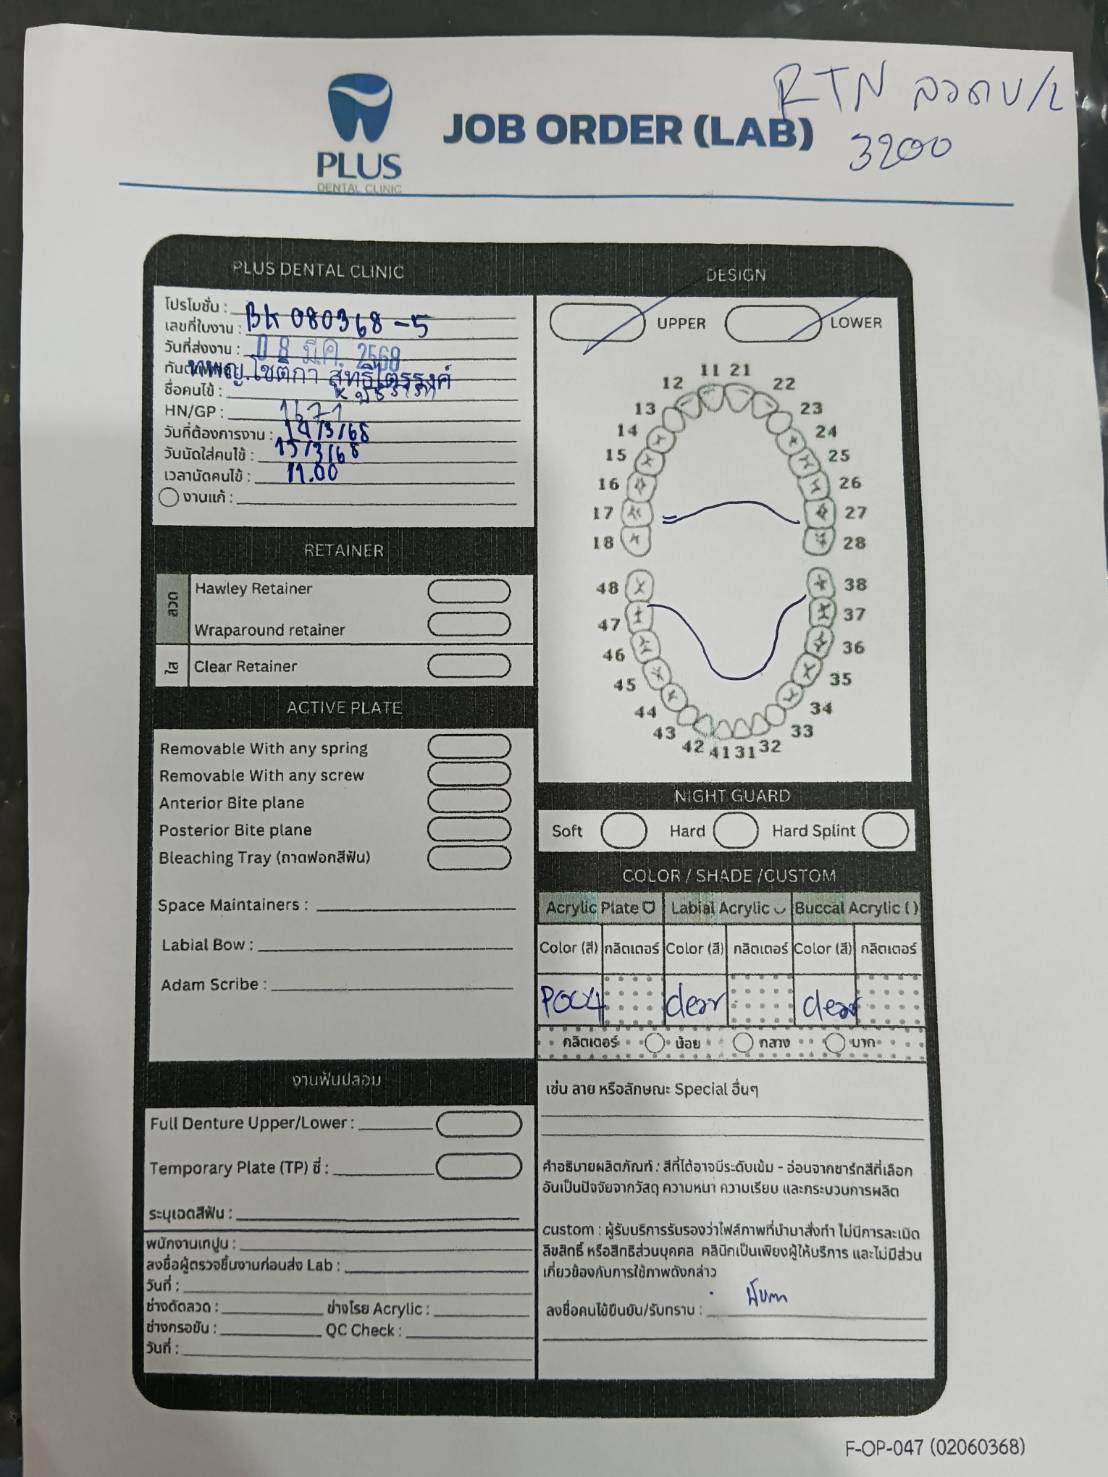 RTN ลวด บ/ล
3200
PLUS
DENTAL CLINIC
JOB ORDER (LAB)
PLUS DENTAL CLINIC
โปรโมชั่น :
เลขที่ใบงาน : BK080368-5
วันที่ส่งงาน : 08 มี.ค. 2568
ทพญ.โชติกา สุทธิไตรรงค์
ชื่อคนไข้ :
HN/GP : 1671
วันที่ต้องการงาน : 14/3/68
วันนัดใส่คนไข้ : 15/3/68
เวลานัดคนไข้ : 11.00
งานแก้ :
RETAINER
ลวด
Hawley Retainer
Wraparound retainer
ใส
Clear Retainer
ACTIVE PLATE
Removable With any spring
Removable With any screw
Anterior Bite plane
Posterior Bite plane
Bleaching Tray (ถาดฟอกสีฟัน)
Space Maintainers :
Labial Bow :
Adam Scribe :
งานฟันปลอม
Full Denture Upper/Lower :
Temporary Plate (TP) ซี่ :
ระบุเฉดสีฟัน :
พนักงานเทปูน :
ลงชื่อผู้ตรวจชิ้นงานก่อนส่ง Lab :
วันที่ :
ช่างดัดลวด : ช่างโรย Acrylic :
ช่างกรอขัน : QC Check :
วันที่ :
DESIGN
UPPER LOWER
11 21
12 22
13 23
14 24
15 25
16 26
17 27
18 28
48 38
47 37
46 36
45 35
44 34
43 33
42 41 31 32
NIGHT GUARD
Soft Hard Hard Splint
COLOR / SHADE /CUSTOM
Acrylic Plate Labial Acrylic Buccal Acrylic ( )
Color (สี) กลิตเตอร์ Color (สี) กลิตเตอร์ Color (สี) กลิตเตอร์
P004 clear clear
กลิตเตอร์ น้อย กลาง มาก
เช่น ลาย หรือลักษณะ Special อื่นๆ
คำอธิบายผลิตภัณฑ์ : สีที่ได้อาจมีระดับเข้ม - อ่อนจากชาร์ทสีที่เลือก
อันเป็นปัจจัยจากวัสดุ ความหนา ความเรียบ และกระบวนการผลิต
custom : ผู้รับบริการรับรองว่าไฟล์ภาพที่นำมาสั่งทำ ไม่มีการละเมิด
ลิขสิทธิ์ หรือสิทธิส่วนบุคคล คลินิกเป็นเพียงผู้ให้บริการ และไม่มีส่วน
เกี่ยวข้องกับการใช้ภาพดังกล่าว
ลงชื่อคนไข้ยืนยัน/รับทราบ :
F-OP-047 (02060368)